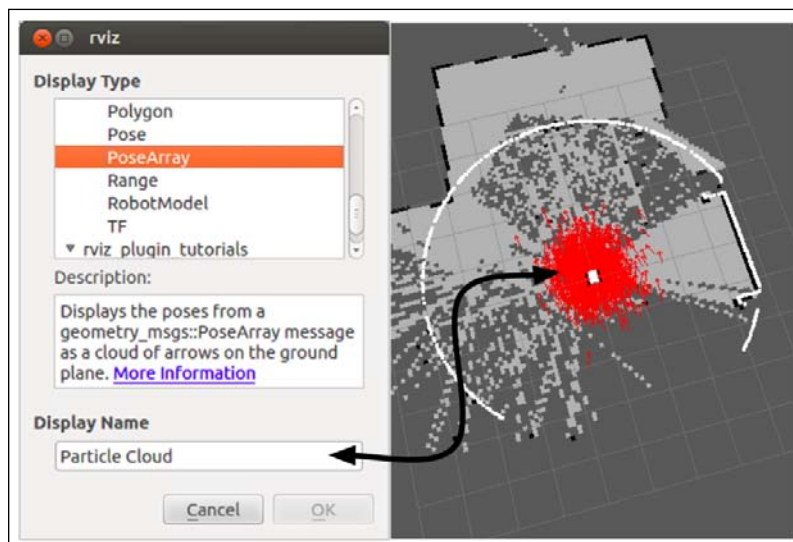 rviz
Display Type
Polygon
Pose
PoseArray
Range
RobotModel
TF
rviz_plugin_tutorials
Description:
Displays the poses from a
geometry_msgs::PoseArray message
as a cloud of arrows on the ground
plane. More Information
Display Name
Particle Cloud
Cancel
OK